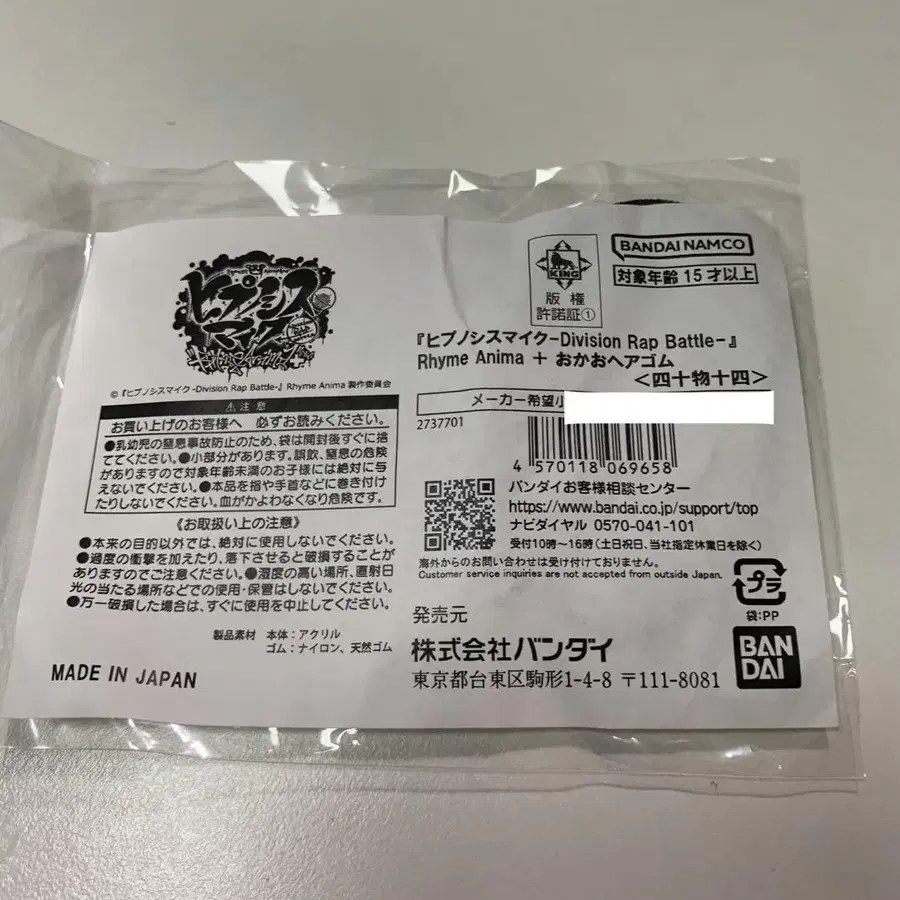 ヒプノシスマイク
© 『ヒプノシスマイク-Division Rap Battle-』 Rhyme Anima 製作委員会
⚠ 注意
お買い上げのお客様へ 必ずお読みください。
●乳幼児の窒息事故防止のため、袋は開封後すぐに捨
ててください。●小部分があります。誤飲、窒息の危険
がありますので対象年齢未満のお子様には絶対に与
えないでください。●本品を指や手首などに巻き付け
たりしないでください。血がかよわなくなり危険です。
《お取扱い上の注意》
●本来の目的以外では、絶対に使用しないでください。
●過度の衝撃を加えたり、落下させると破損することが
ありますのでご注意ください。●湿度の高い場所、直射日
光の当たる場所などでの使用・保管はしないでください。
●万一破損した場合は、すぐに使用を中止してください。
製品素材 本体:アクリル
ゴム:ナイロン、天然ゴム
MADE IN JAPAN
KING
版権
許諾証①
BANDAI NAMCO
対象年齢 15才以上
『ヒプノシスマイク-Division Rap Battle-』
Rhyme Anima + おかおヘアゴム
<四十物十四>
メーカー希望小
2737701
4 570118 069658
バンダイお客様相談センター
https://www.bandai.co.jp/support/top
ナビダイヤル 0570-041-101
受付10時~16時(土日祝日、当社指定休業日を除く)
海外からのお問い合わせは受け付けておりません。
Customer service inquiries are not accepted from outside Japan.
プラ
袋:PP
発売元
株式会社バンダイ
東京都台東区駒形1-4-8 〒111-8081
BAN
DAI